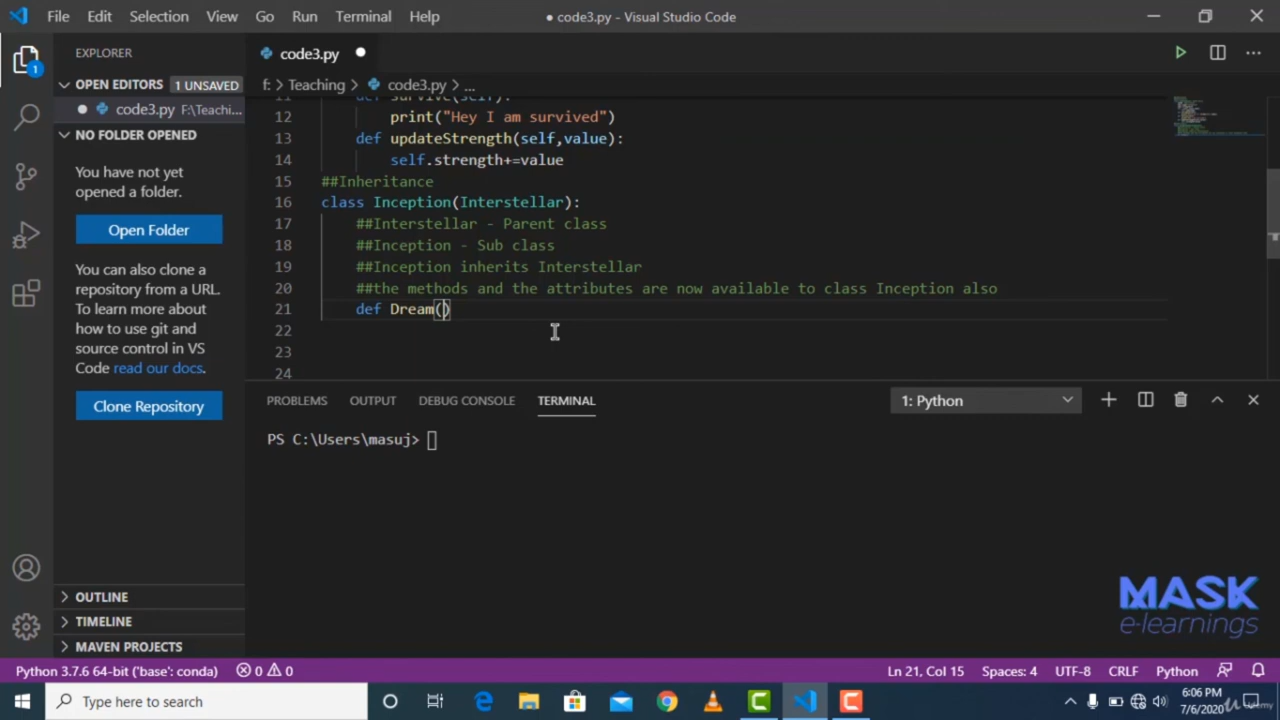 File Edit Selection View Go Run Terminal Help
● code3.py - Visual Studio Code
EXPLORER
OPEN EDITORS 1 UNSAVED
code3.py F:\Teachi...
NO FOLDER OPENED
You have not yet
opened a folder.
Open Folder
You can also clone a
repository from a URL.
To learn more about
how to use git and
source control in VS
Code read our docs.
Clone Repository
OUTLINE
TIMELINE
MAVEN PROJECTS
1
code3.py
f: > Teaching > code3.py > ...
11 def survive(self):
12 print("Hey I am survived")
13 def updateStrength(self,value):
14 self.strength+=value
15 ##Inheritance
16 class Inception(Interstellar):
17 ##Interstellar - Parent class
18 ##Inception - Sub class
19 ##Inception inherits Interstellar
20 ##the methods and the attributes are now available to class Inception also
21 def Dream()
22
23
24
PROBLEMS OUTPUT DEBUG CONSOLE TERMINAL
1: Python
PS C:\Users\masuj>
MASK
e-learnings
Python 3.7.6 64-bit ('base': conda) 0 0
Ln 21, Col 15 Spaces: 4 UTF-8 CRLF Python
Type here to search
6:06 PM
7/6/2020